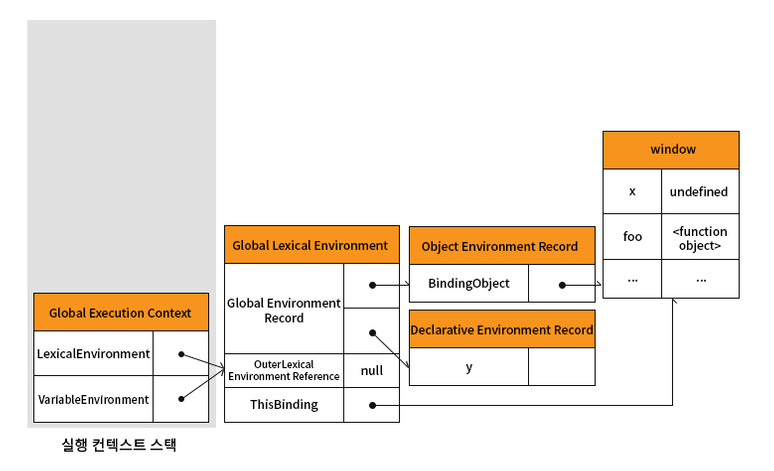 window
x
undefined
foo
<function
object>
...
...
Global Lexical Environment
Global Environment
Record
OuterLexical
Environment Reference
null
ThisBinding
Object Environment Record
BindingObject
Declarative Environment Record
y
Global Execution Context
LexicalEnvironment
VariableEnvironment
실행 컨텍스트 스택